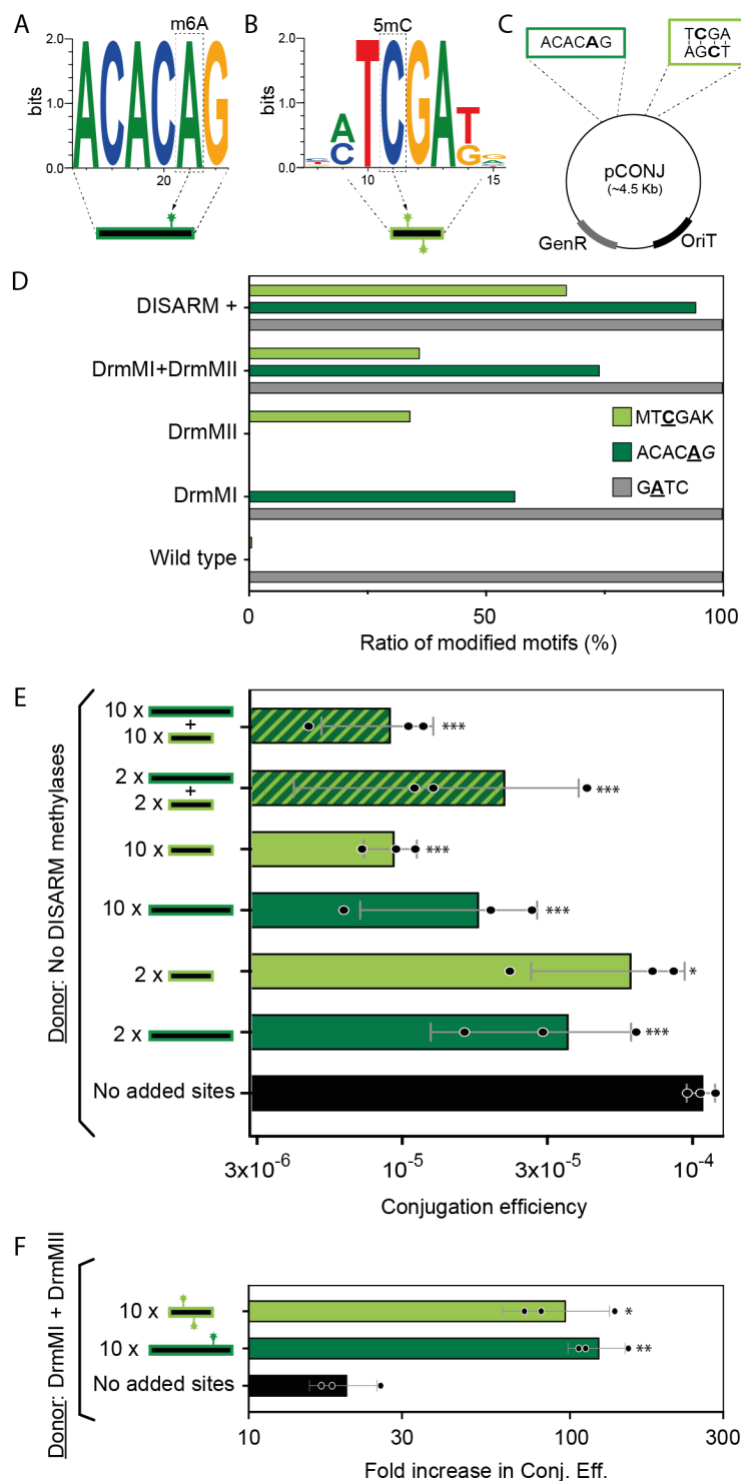 A
m6A
2.0
bits
1.0
0.0
ACACAG
20
B
5mC
2.0
bits
1.0
0.0
A
C
TCGA
T
G
10
15
C
ACACAG
TCGA
AGCT
pCONJ
(~4.5 Kb)
GenR
OriT
D
DISARM +
DrmMI+DrmMII
DrmMII
DrmMI
Wild type
MTCGAK
ACACAG
GATC
0
50
100
Ratio of modified motifs (%)
E
Donor: No DISARM methylases
10 x
+
10 x
***
2 x
+
2 x
***
10 x
***
10 x
***
2 x
*
2 x
***
No added sites
3x10-6
10-5
3x10-5
10-4
Conjugation efficiency
F
Donor: DrmMI + DrmMII
10 x
*
10 x
**
No added sites
10
30
100
300
Fold increase in Conj. Eff.